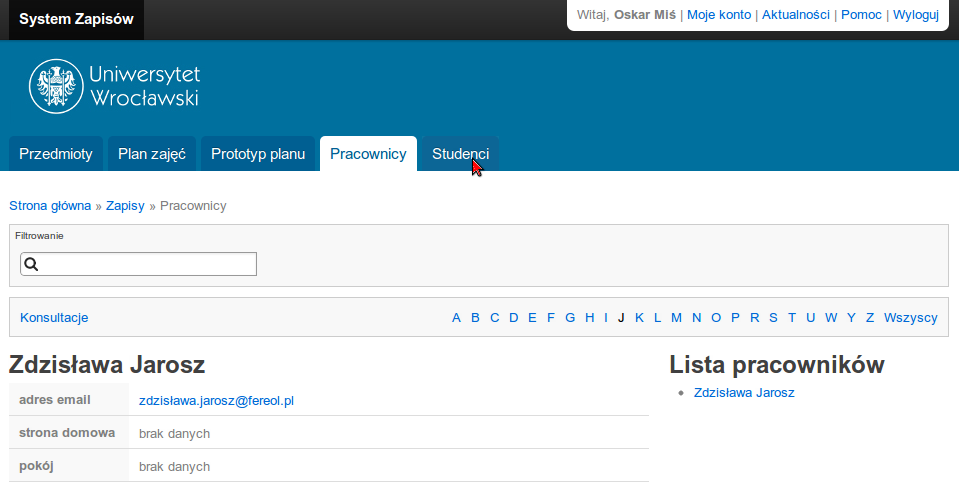 System Zapisów
Witaj, Oskar Miś | Moje konto | Aktualności | Pomoc | Wyloguj
Uniwersytet
Wrocławski
Przedmioty Plan zajęć Prototyp planu Pracownicy Studenci
Strona główna » Zapisy » Pracownicy
Filtrowanie
Konsultacje A B C D E F G H I J K L M N O P R S T U W Y Z Wszyscy
Zdzisława Jarosz
adres email zdzisława.jarosz@fereol.pl
strona domowa brak danych
pokój brak danych
Lista pracowników
• Zdzisława Jarosz